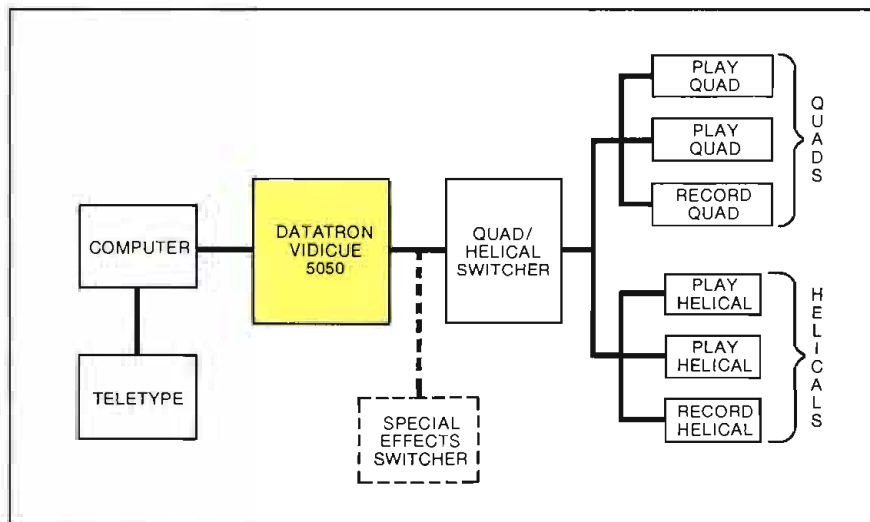 COMPUTER
TELETYPE
DATATRON
VIDICUE
5050
SPECIAL
EFFECTS
SWITCHER
QUAD/
HELICAL
SWITCHER
PLAY
QUAD
PLAY
QUAD
RECORD
QUAD
QUADS
PLAY
HELICAL
PLAY
HELICAL
RECORD
HELICAL
HELICALS